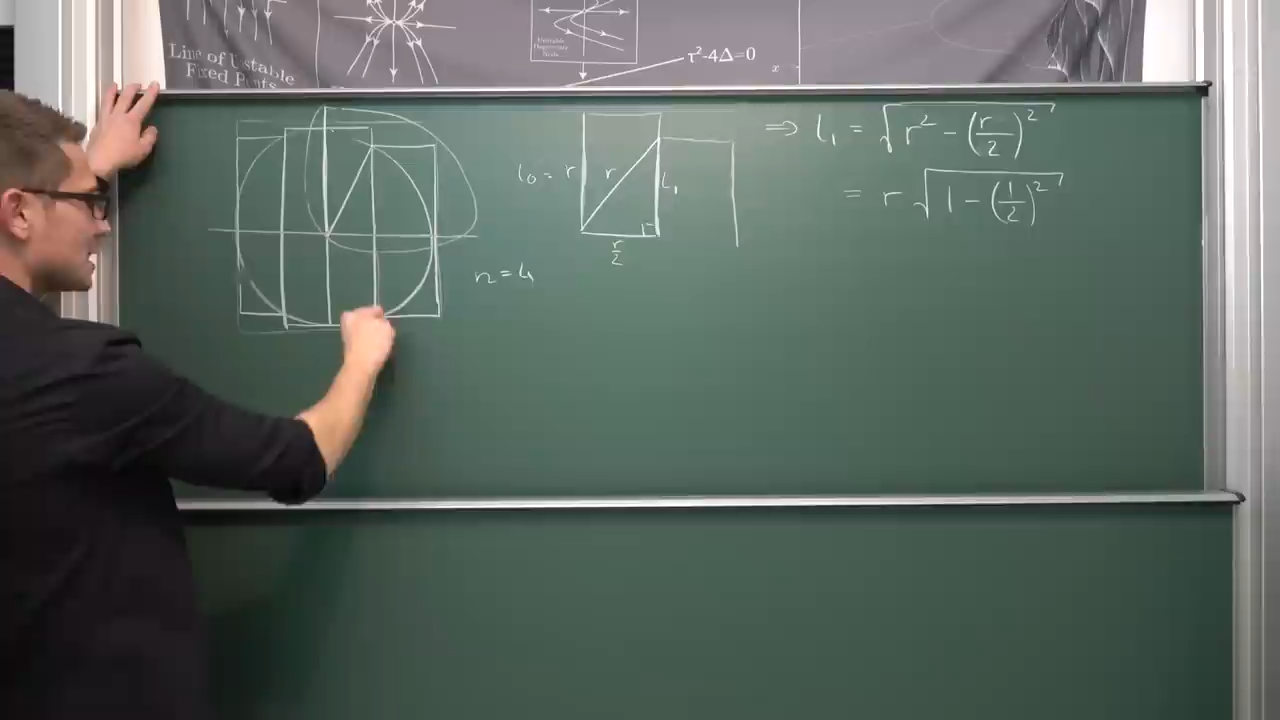 Line of Unstable
Fixed Points
τ²-4Δ=0
x
l₀ = r
r
l₁
r/2
n = 4
⇒ l₁ = √(r² − (r/2)²)
= r √(1 − (1/2)²)